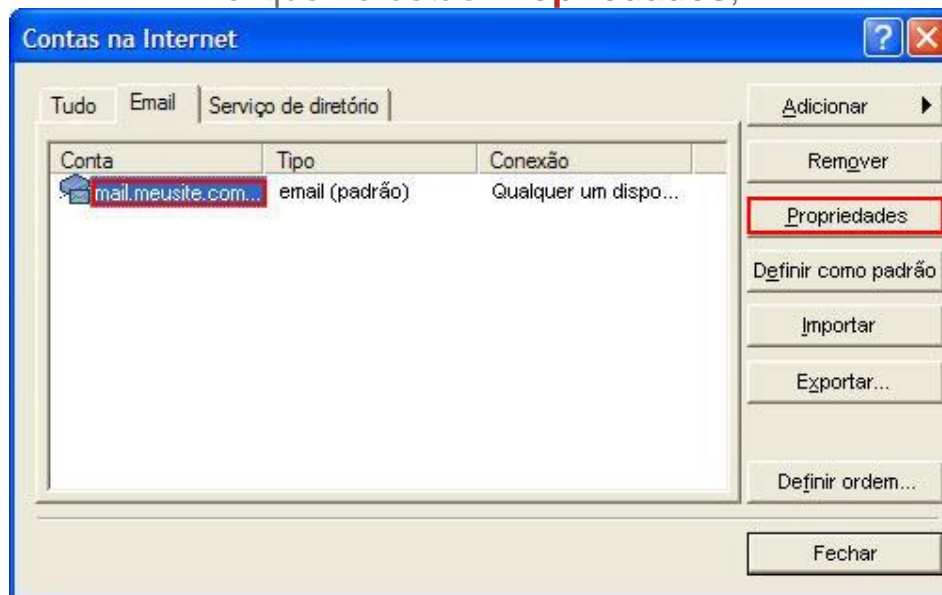 Contas na Internet
Tudo Email Serviço de diretório
Conta Tipo Conexão
mail.meusite.com... email (padrão) Qualquer um dispo...
Adicionar
Remover
Propriedades
Definir como padrão
Importar
Exportar...
Definir ordem...
Fechar